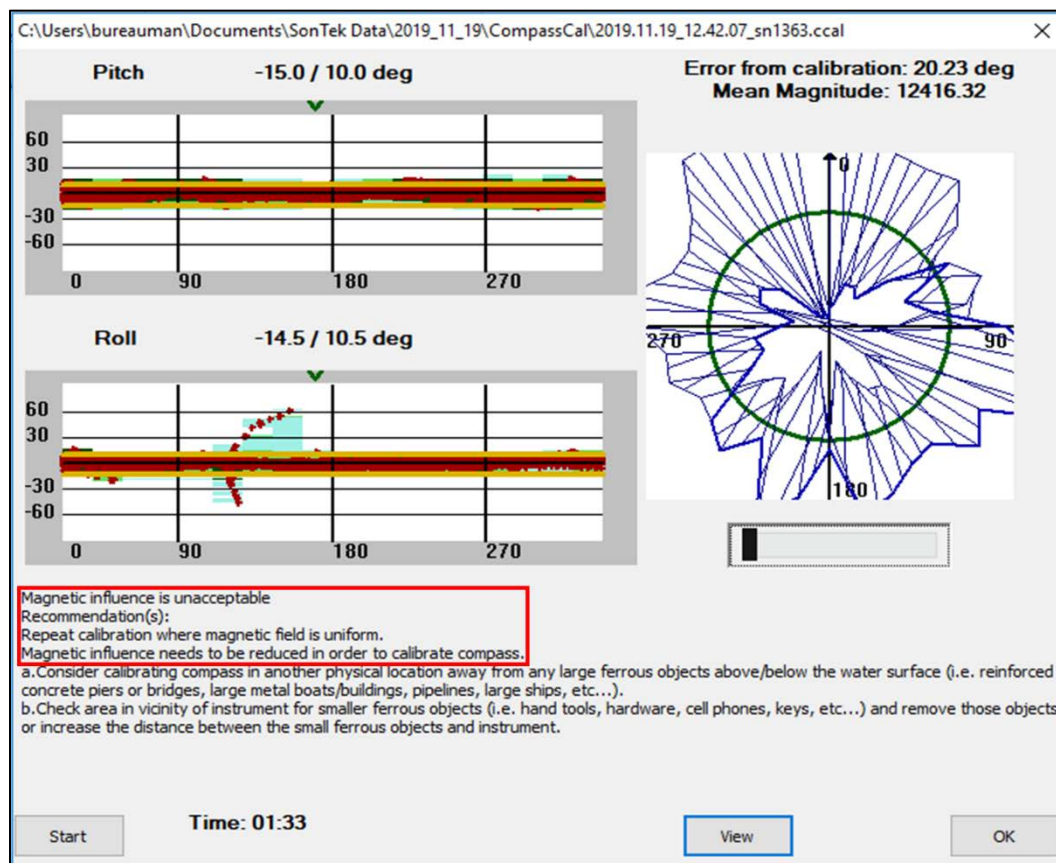 C:\Users\bureauman\Documents\SonTek Data\2019_11_19\CompassCal\2019.11.19_12.42.07_sn1363.ccal
Pitch -15.0 / 10.0 deg
60
30
-30
-60
0 90 180 270
Error from calibration: 20.23 deg
Mean Magnitude: 12416.32
0
270 90
180
Roll -14.5 / 10.5 deg
60
30
-30
-60
0 90 180 270
Magnetic influence is unacceptable
Recommendation(s):
Repeat calibration where magnetic field is uniform.
Magnetic influence needs to be reduced in order to calibrate compass.
a.Consider calibrating compass in another physical location away from any large ferrous objects above/below the water surface (i.e. reinforced
concrete piers or bridges, large metal boats/buildings, pipelines, large ships, etc...).
b.Check area in vicinity of instrument for smaller ferrous objects (i.e. hand tools, hardware, cell phones, keys, etc...) and remove those objects
or increase the distance between the small ferrous objects and instrument.
Start Time: 01:33 View OK